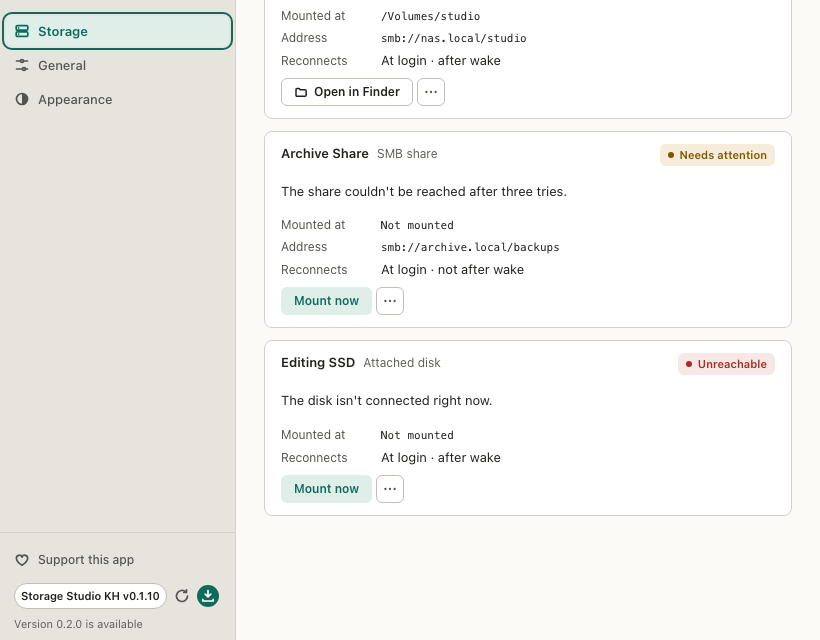 Storage
General
Appearance
Support this app
Storage Studio KH v0.1.10
Version 0.2.0 is available
Mounted at /Volumes/studio
Address smb://nas.local/studio
Reconnects At login · after wake
Open in Finder ···
Archive Share SMB share Needs attention
The share couldn't be reached after three tries.
Mounted at Not mounted
Address smb://archive.local/backups
Reconnects At login · not after wake
Mount now ···
Editing SSD Attached disk Unreachable
The disk isn't connected right now.
Mounted at Not mounted
Reconnects At login · after wake
Mount now ···